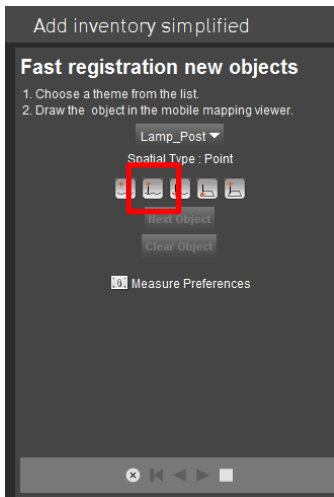 Add inventory simplified
Fast registration new objects
1. Choose a theme from the list.
2. Draw the object in the mobile mapping viewer.
Lamp_Post
Spatial Type : Point
Next Object
Clear Object
Measure Preferences